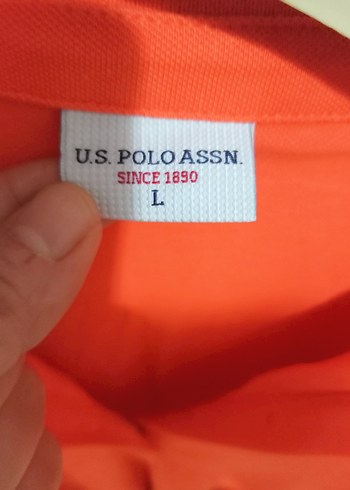 U.S. POLO ASSN.
SINCE 1890
L